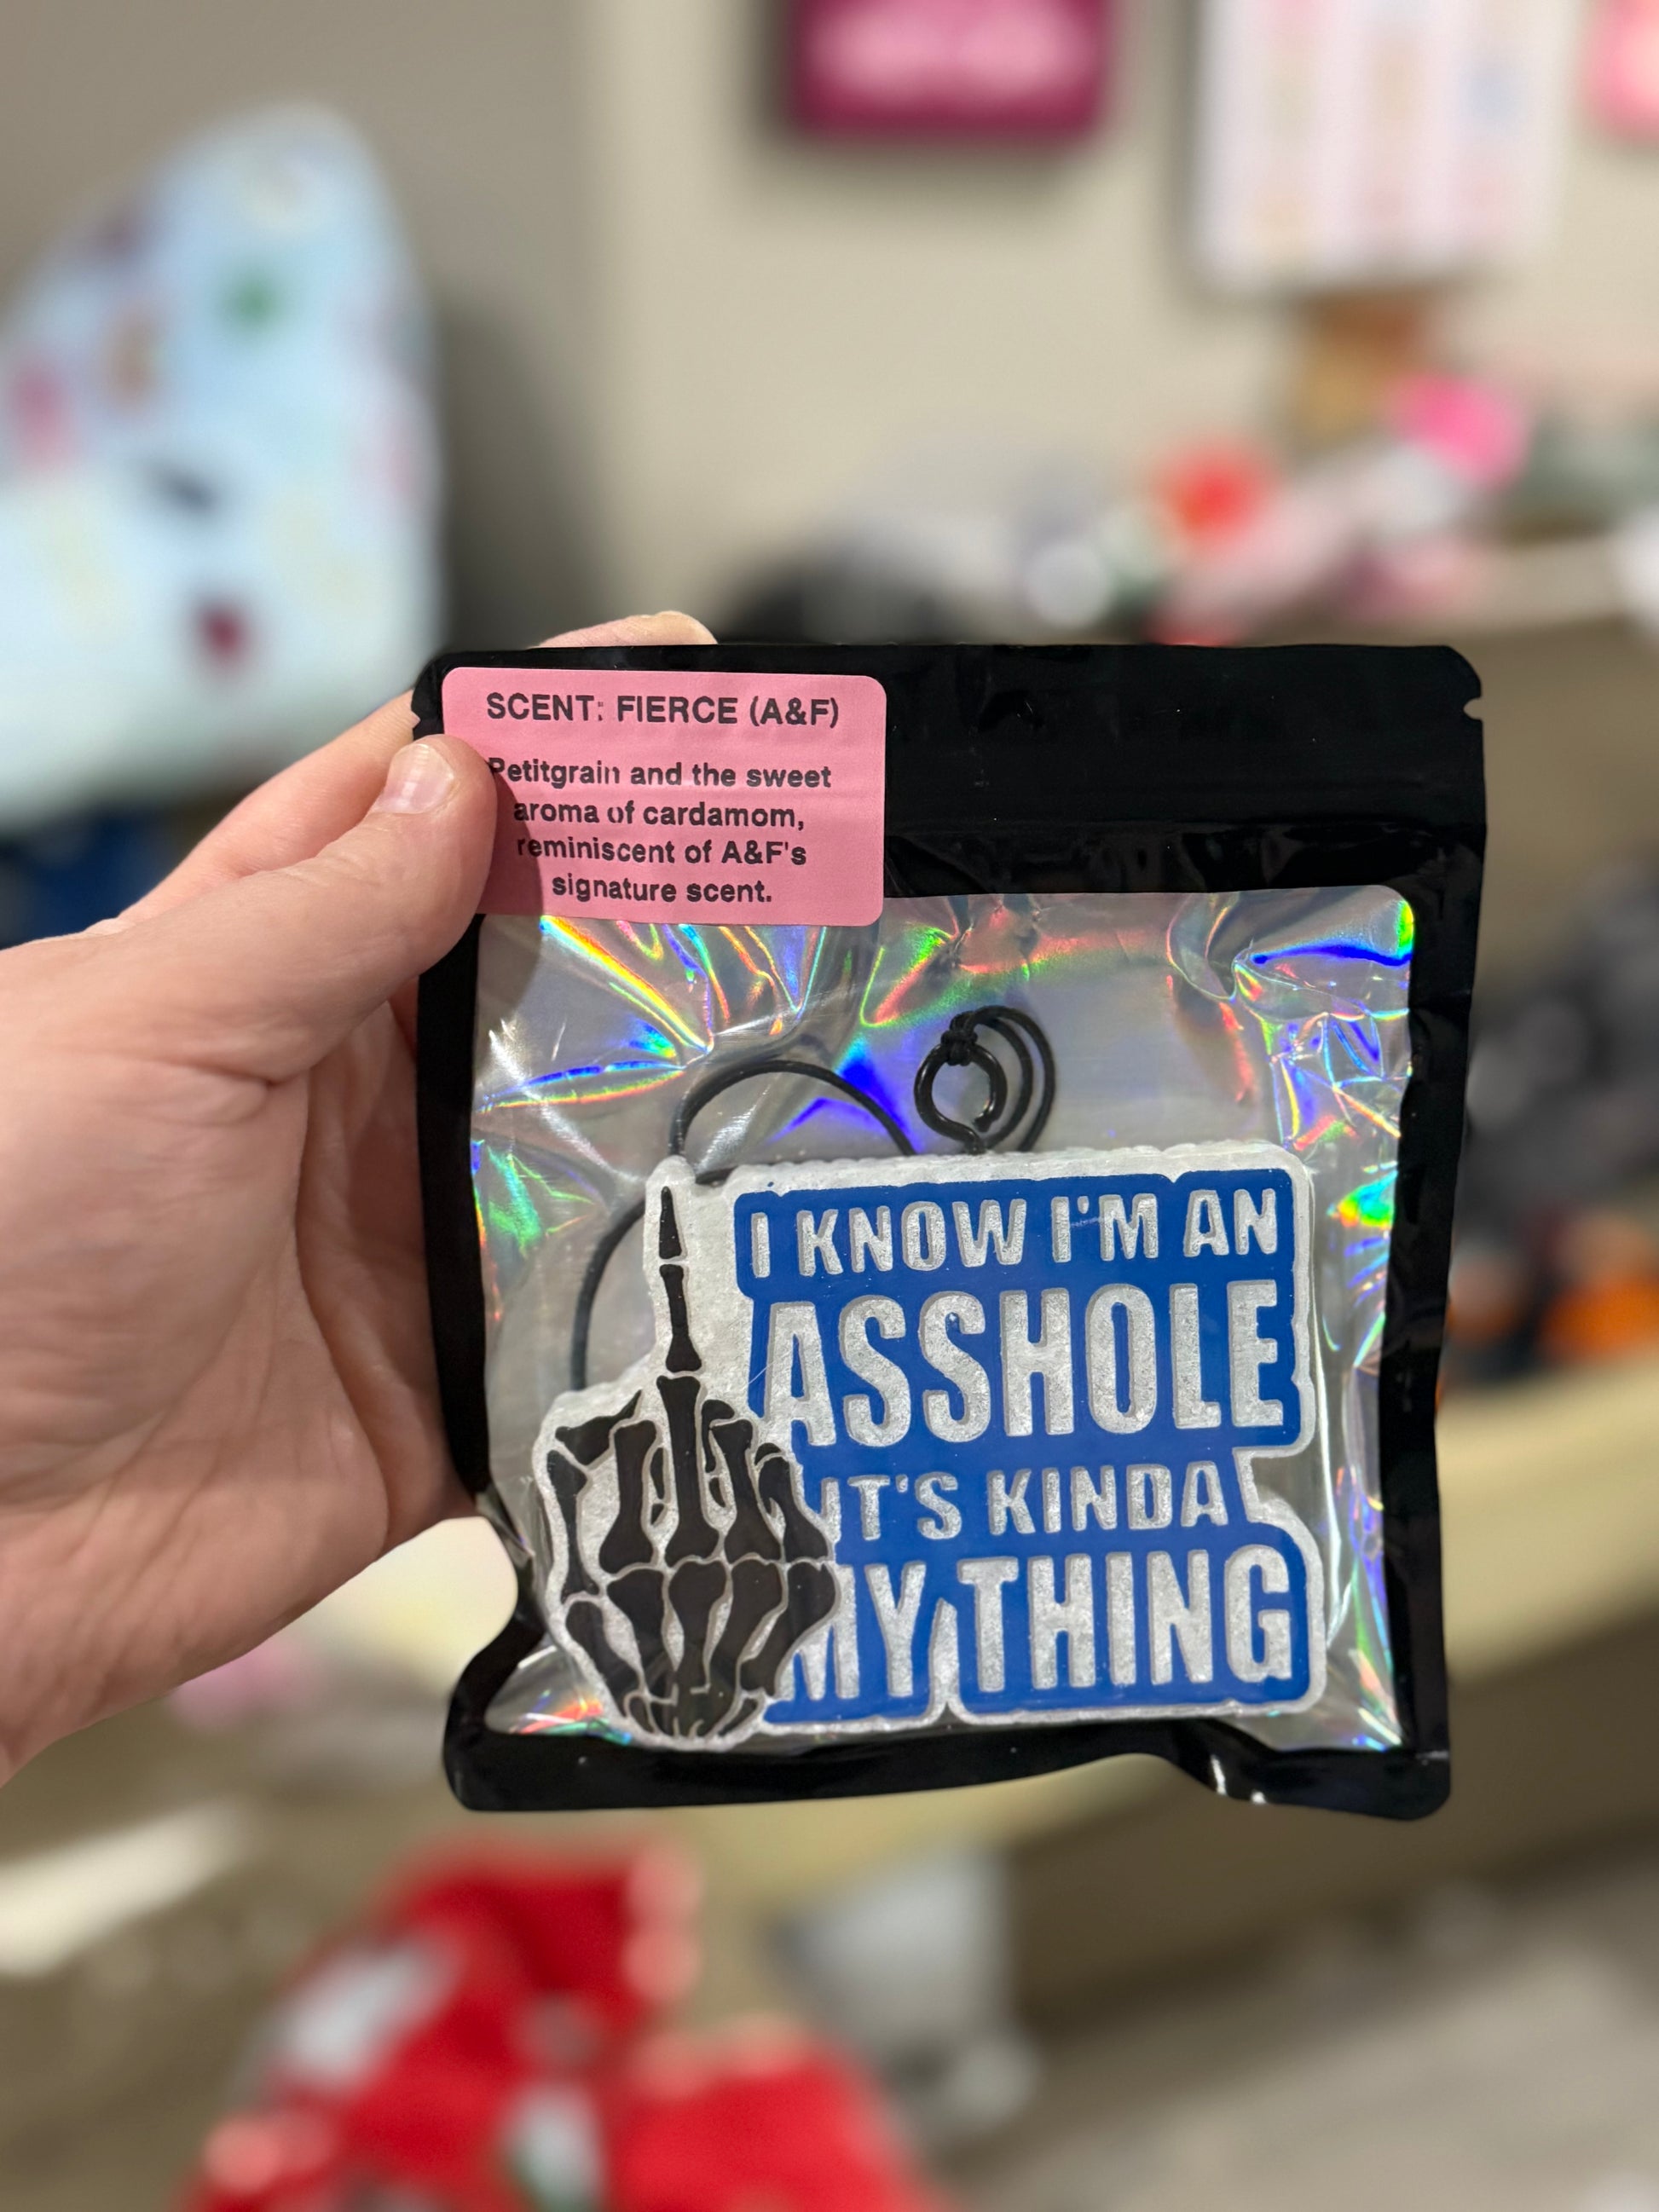 SCENT: FIERCE (A&F)
Petitgrain and the sweet
aroma of cardamom,
reminiscent of A&F's
signature scent.
I KNOW I'M AN
ASSHOLE
IT'S KINDA
MY THING